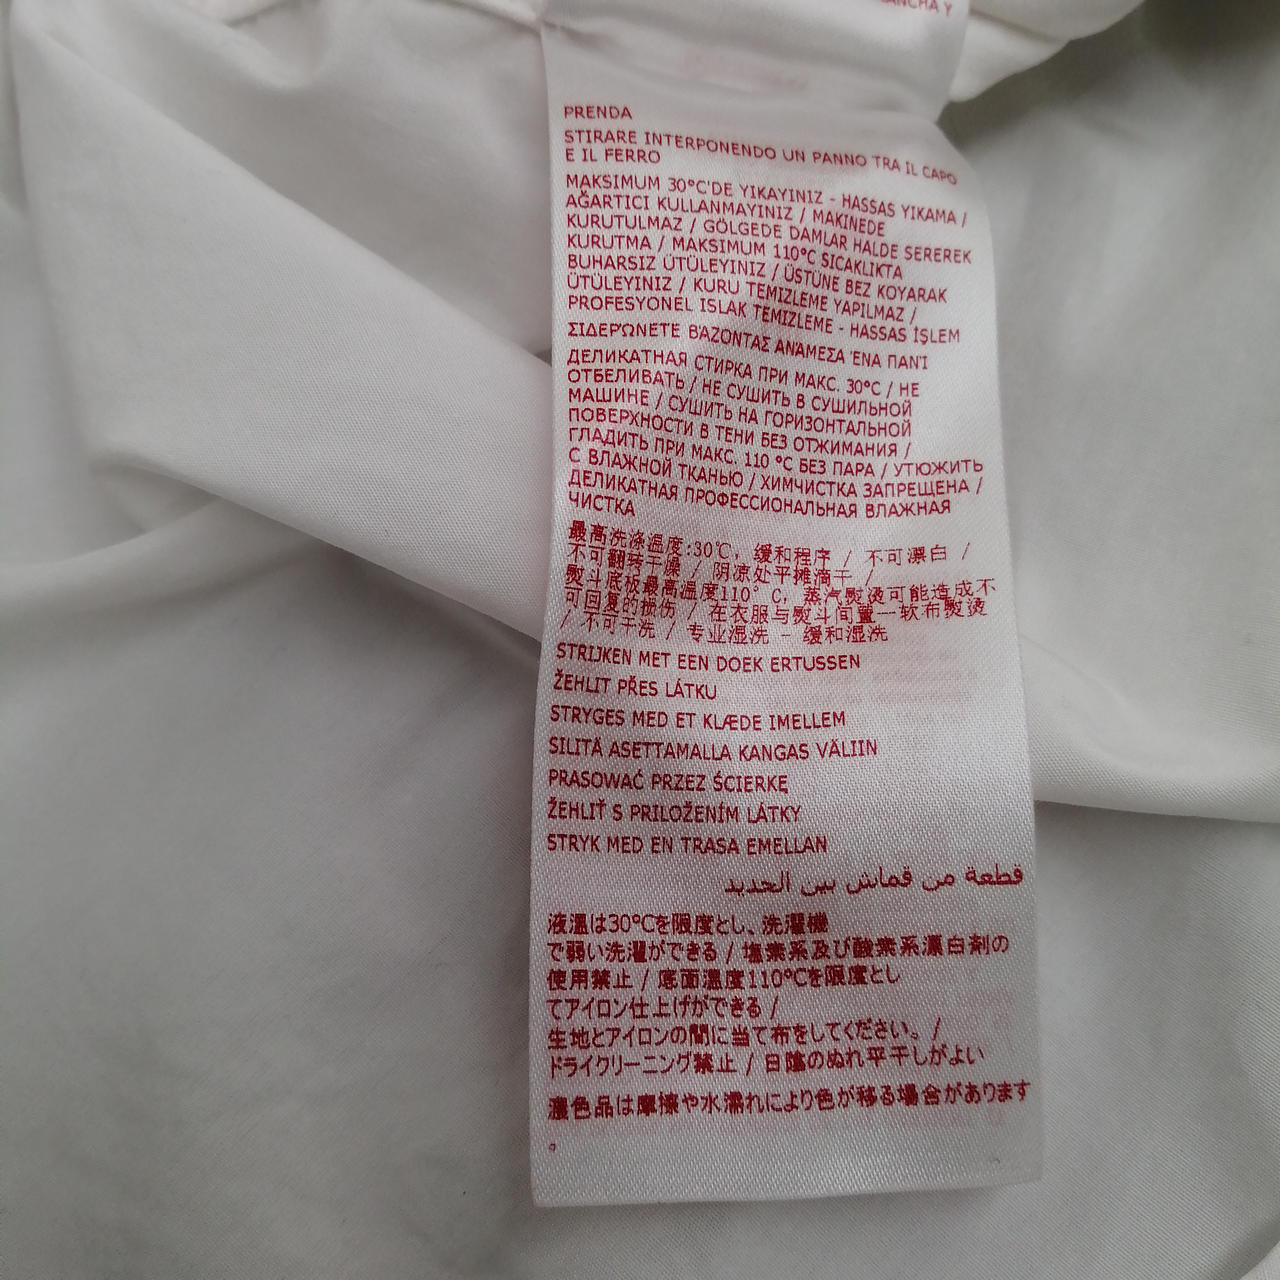 PRENDA
STIRARE INTERPONENDO UN PANNO TRA IL CAPO
E IL FERRO
MAKSIMUM 30°C'DE YIKAYINIZ - HASSAS YIKAMA /
AĞARTICI KULLANMAYINIZ / MAKINEDE
KURUTULMAZ / GÖLGEDE DAMLAR HALDE SEREREK
KURUTMA / MAKSIMUM 110°C SICAKLIKTA
BUHARSIZ ÜTÜLEYINIZ / ÜSTÜNE BEZ KOYARAK
ÜTÜLEYINIZ / KURU TEMIZLEME YAPILMAZ /
PROFESYONEL ISLAK TEMIZLEME - HASSAS İŞLEM
ΣΙΔΕΡΏΝΕΤΕ ΒΆΖΟΝΤΑΣ ΑΝΆΜΕΣΑ ΈΝΑ ΠΑΝΊ
ДЕЛИКАТНАЯ СТИРКА ПРИ МАКС. 30°C / НЕ
ОТБЕЛИВАТЬ / НЕ СУШИТЬ В СУШИЛЬНОЙ
МАШИНЕ / СУШИТЬ НА ГОРИЗОНТАЛЬНОЙ
ПОВЕРХНОСТИ В ТЕНИ БЕЗ ОТЖИМАНИЯ /
ГЛАДИТЬ ПРИ МАКС. 110 °C БЕЗ ПАРА / УТЮЖИТЬ
С ВЛАЖНОЙ ТКАНЬЮ / ХИМЧИСТКА ЗАПРЕЩЕНА /
ДЕЛИКАТНАЯ ПРОФЕССИОНАЛЬНАЯ ВЛАЖНАЯ
ЧИСТКА
最高洗涤温度:30℃, 缓和程序 / 不可漂白 /
不可翻转干燥 / 阴凉处平摊滴干 /
熨斗底板最高温度110° C, 蒸汽熨烫可能造成不
可回复的损伤 / 在衣服与熨斗间置一软布熨烫
/ 不可干洗 / 专业湿洗 - 缓和湿洗
STRIJKEN MET EEN DOEK ERTUSSEN
ŽEHLIT PŘES LÁTKU
STRYGES MED ET KLÆDE IMELLEM
SILITÄ ASETTAMALLA KANGAS VÄLIIN
PRASOWAĆ PRZEZ ŚCIERKĘ
ŽEHLIŤ S PRILOŽENÍM LÁTKY
STRYK MED EN TRASA EMELLAN
قطعة من قماش بين الحديد
液温は30℃を限度とし、洗濯機
で弱い洗濯ができる / 塩素系及び酸素系漂白剤の
使用禁止 / 底面温度110℃を限度とし
てアイロン仕上げができる /
生地とアイロンの間に当て布をしてください。 /
ドライクリーニング禁止 / 日陰のぬれ平干しがよい
濃色品は摩擦や水濡れにより色が移る場合があります
。